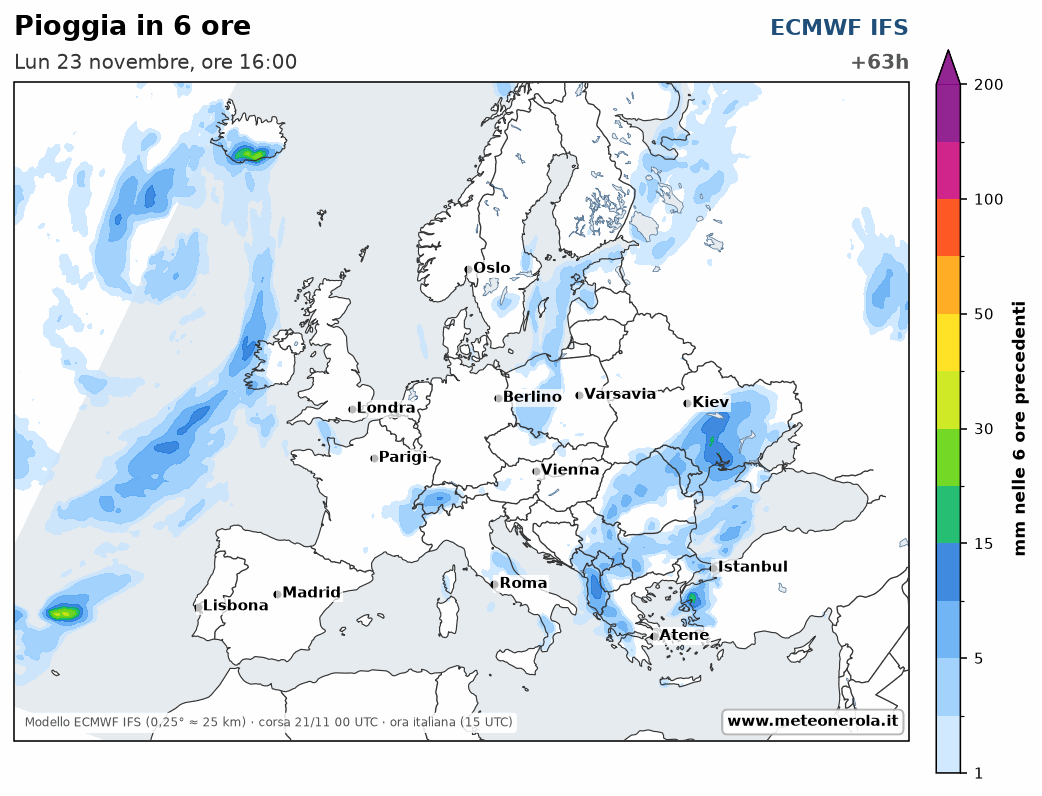 Pioggia in 6 ore
ECMWF IFS
Lun 23 novembre, ore 16:00
+63h
200
100
50
30
15
5
1
mm nelle 6 ore precedenti
Oslo
Berlino
Varsavia
Kiev
Londra
Parigi
Vienna
Istanbul
Roma
Madrid
Lisbona
Atene
Modello ECMWF IFS (0,25° ≈ 25 km) · corsa 21/11 00 UTC · ora italiana (15 UTC)
www.meteonerola.it